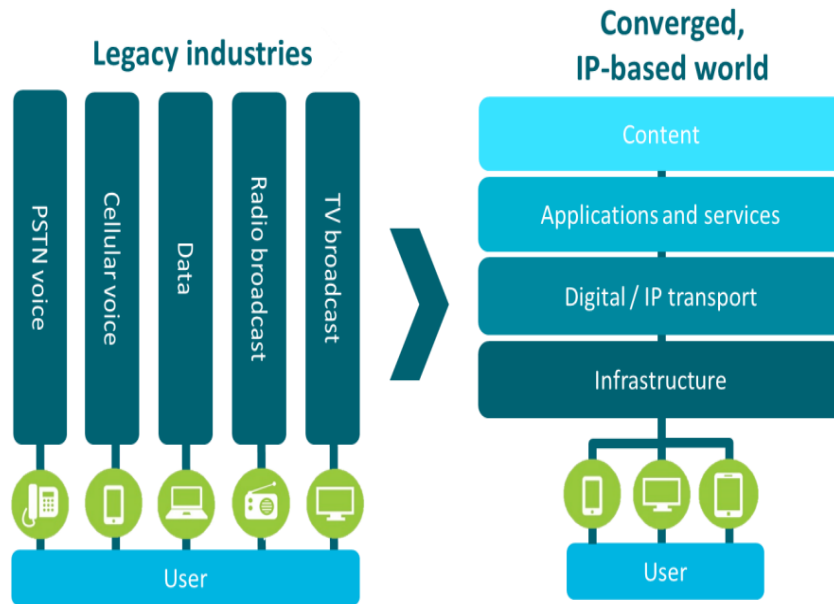 Legacy industries
PSTN voice
Cellular voice
Data
Radio broadcast
TV broadcast
User
Converged,
IP-based world
Content
Applications and services
Digital / IP transport
Infrastructure
User